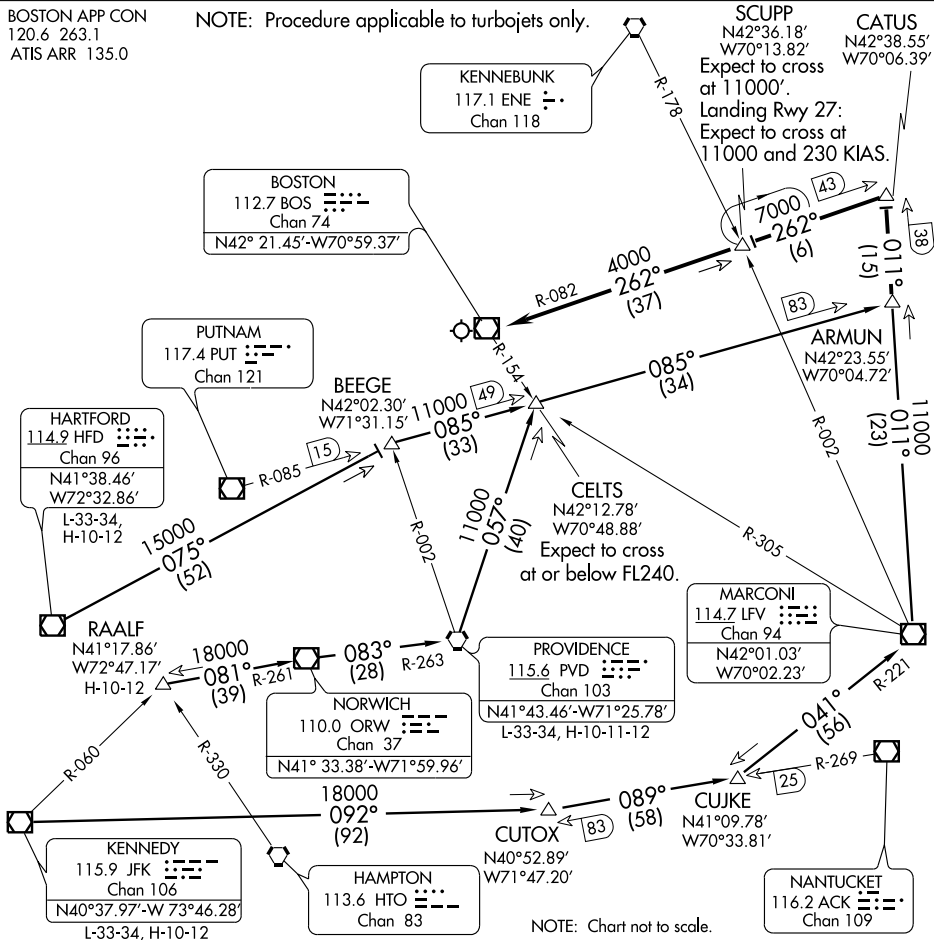 BOSTON APP CON
120.6 263.1
ATIS ARR 135.0
NOTE: Procedure applicable to turbojets only.
SCUPP
N42°36.18'
W70°13.82'
Expect to cross
at 11000'.
Landing Rwy 27:
Expect to cross at
11000 and 230 KIAS.
CATUS
N42°38.55'
W70°06.39'
KENNEBUNK
117.1 ENE
Chan 118
R-178
BOSTON
112.7 BOS
Chan 74
N42° 21.45'-W70°59.37'
43
7000
262°
(6)
38
011°
(15)
4000
262°
(37)
R-082
83
ARMUN
N42°23.55'
W70°04.72'
PUTNAM
117.4 PUT
Chan 121
R-154
085°
(34)
BEEGE
N42°02.30'
W71°31.15'
11000
49
085°
(33)
HARTFORD
114.9 HFD
Chan 96
N41°38.46'
W72°32.86'
L-33-34,
H-10-12
R-085
15
R-002
11000
011°
(23)
CELTS
N42°12.78'
W70°48.88'
Expect to cross
at or below FL240.
15000
075°
(52)
R-002
11000
057°
(40)
R-305
MARCONI
114.7 LFV
Chan 94
N42°01.03'
W70°02.23'
RAALF
N41°17.86'
W72°47.17'
H-10-12
18000
081°
(39)
R-261
083°
(28)
R-263
PROVIDENCE
115.6 PVD
Chan 103
N41°43.46'-W71°25.78'
L-33-34, H-10-11-12
R-221
NORWICH
110.0 ORW
Chan 37
N41° 33.38'-W71°59.96'
041°
(56)
R-060
R-330
R-269
25
18000
092°
(92)
CUTOX
N40°52.89'
W71°47.20'
83
089°
(58)
CUJKE
N41°09.78'
W70°33.81'
KENNEDY
115.9 JFK
Chan 106
N40°37.97'-W 73°46.28'
L-33-34, H-10-12
HAMPTON
113.6 HTO
Chan 83
NANTUCKET
116.2 ACK
Chan 109
NOTE: Chart not to scale.